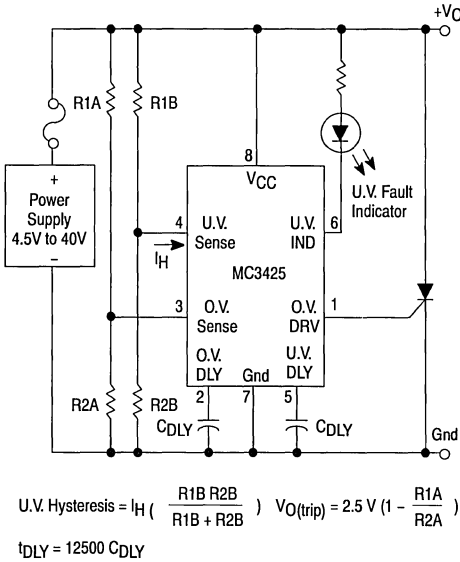 +VO
R1A
R1B
8
VCC
+
Power
Supply
4.5V to 40V
−
4
U.V.
Sense
IH
U.V.
IND
6
U.V. Fault
Indicator
MC3425
3
O.V.
Sense
O.V.
DRV
1
O.V.
DLY
Gnd
U.V.
DLY
2
7
5
R2A
R2B
CDLY
CDLY
Gnd
U.V. Hysteresis = IH ( R1B R2B / R1B + R2B ) VO(trip) = 2.5 V (1 − R1A / R2A )
tDLY = 12500 CDLY